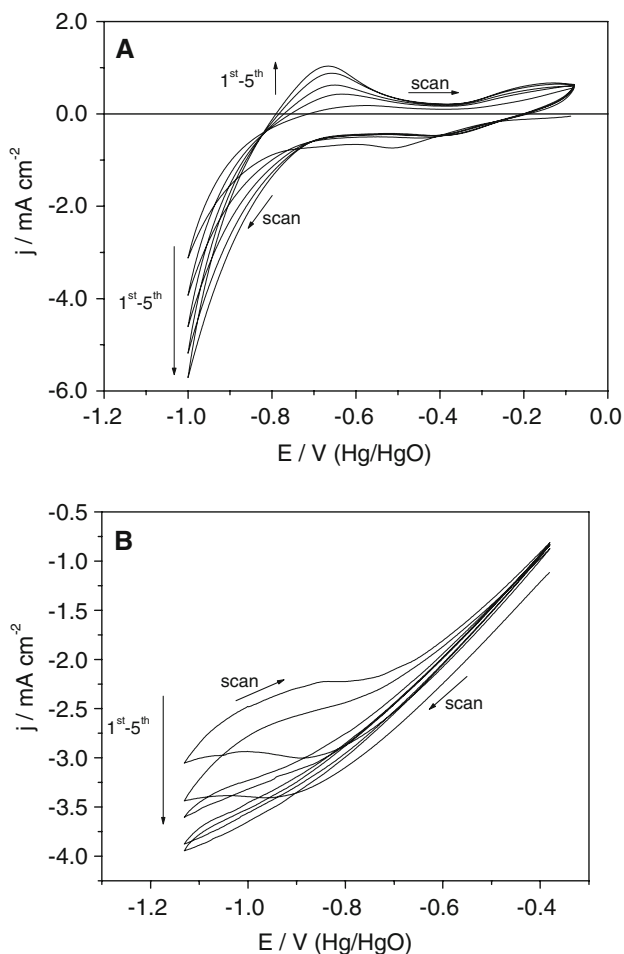 A
2.0
0.0
-2.0
-4.0
-6.0
j / mA cm⁻²
1ˢᵗ-5ᵗʰ
scan
scan
1ˢᵗ-5ᵗʰ
-1.2 -1.0 -0.8 -0.6 -0.4 -0.2 0.0
E / V (Hg/HgO)
B
-0.5
-1.0
-1.5
-2.0
-2.5
-3.0
-3.5
-4.0
j / mA cm⁻²
scan
scan
1ˢᵗ-5ᵗʰ
-1.2 -1.0 -0.8 -0.6 -0.4
E / V (Hg/HgO)